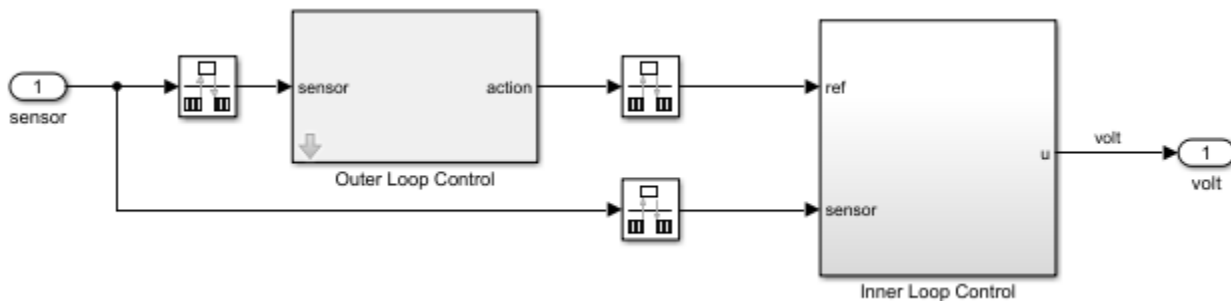 1
sensor
sensor
action
Outer Loop Control
ref
sensor
u
Inner Loop Control
volt
1
volt